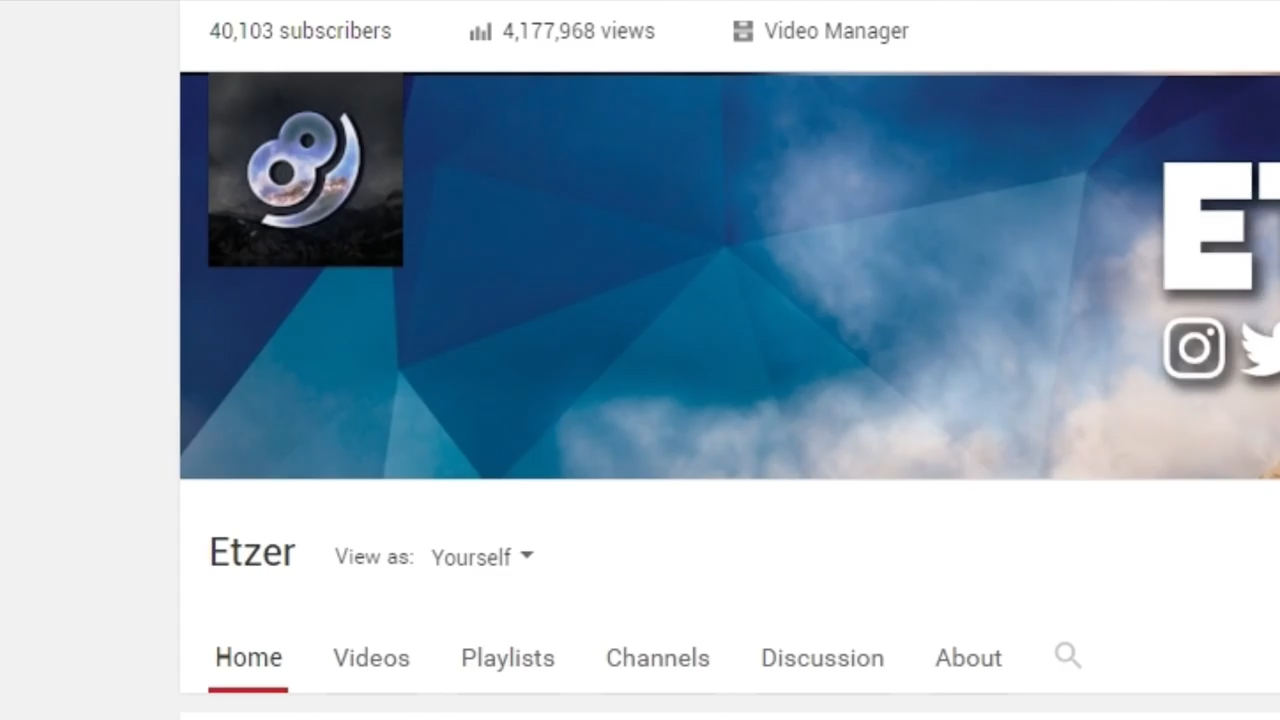 40,103 subscribers 4,177,968 views Video Manager
ET
Etzer View as: Yourself
Home Videos Playlists Channels Discussion About